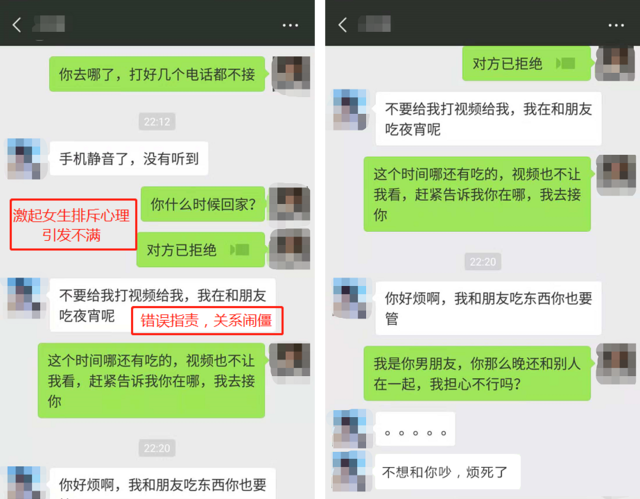 你去哪了，打好几个电话都不接
22:12
手机静音了，没有听到
你什么时候回家？
激起女生排斥心理
引发不满
对方已拒绝
不要给我打视频给我，我在和朋友
吃夜宵呢
错误指责，关系闹僵
这个时间哪还有吃的，视频也不让
我看，赶紧告诉我你在哪，我去接
你
22:20
你好烦啊，我和朋友吃东西你也要
对方已拒绝
不要给我打视频给我，我在和朋友
吃夜宵呢
这个时间哪还有吃的，视频也不让
我看，赶紧告诉我你在哪，我去接
你
22:20
你好烦啊，我和朋友吃东西你也要
管
我是你男朋友，你那么晚还和别人
在一起，我担心不行吗？
。。。。。
不想和你吵，烦死了